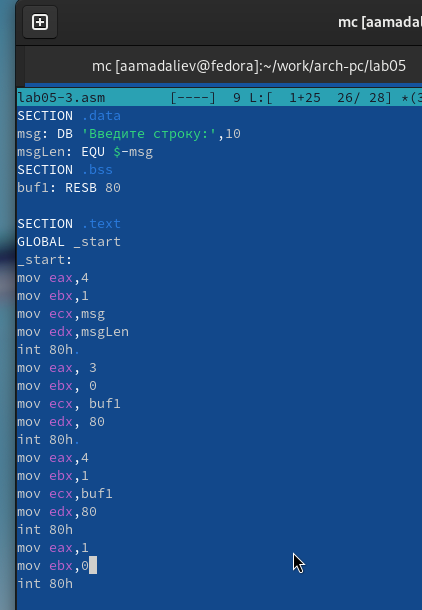 mc [aamadal
mc [aamadaliev@fedora]:~/work/arch-pc/lab05
lab05-3.asm [----] 9 L:[ 1+25 26/ 28] *(3
SECTION .data
msg: DB 'Введите строку:',10
msgLen: EQU $-msg
SECTION .bss
buf1: RESB 80
SECTION .text
GLOBAL _start
_start:
mov eax,4
mov ebx,1
mov ecx,msg
mov edx,msgLen
int 80h.
mov eax, 3
mov ebx, 0
mov ecx, buf1
mov edx, 80
int 80h.
mov eax,4
mov ebx,1
mov ecx,buf1
mov edx,80
int 80h
mov eax,1
mov ebx,0
int 80h